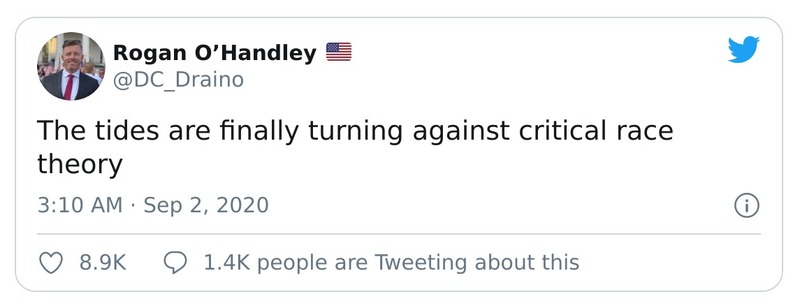 Rogan O’Handley 🇺🇸
@DC_Draino
The tides are finally turning against critical race
theory
3:10 AM · Sep 2, 2020
8.9K 1.4K people are Tweeting about this